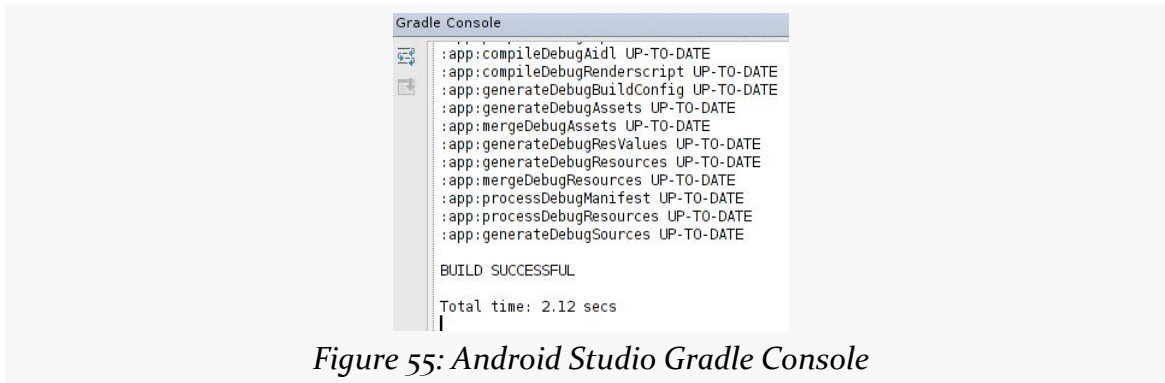 Gradle Console
:app:compileDebugAidl UP-TO-DATE
:app:compileDebugRenderscript UP-TO-DATE
:app:generateDebugBuildConfig UP-TO-DATE
:app:generateDebugAssets UP-TO-DATE
:app:mergeDebugAssets UP-TO-DATE
:app:generateDebugResValues UP-TO-DATE
:app:generateDebugResources UP-TO-DATE
:app:mergeDebugResources UP-TO-DATE
:app:processDebugManifest UP-TO-DATE
:app:processDebugResources UP-TO-DATE
:app:generateDebugSources UP-TO-DATE
BUILD SUCCESSFUL
Total time: 2.12 secs
Figure 55: Android Studio Gradle Console